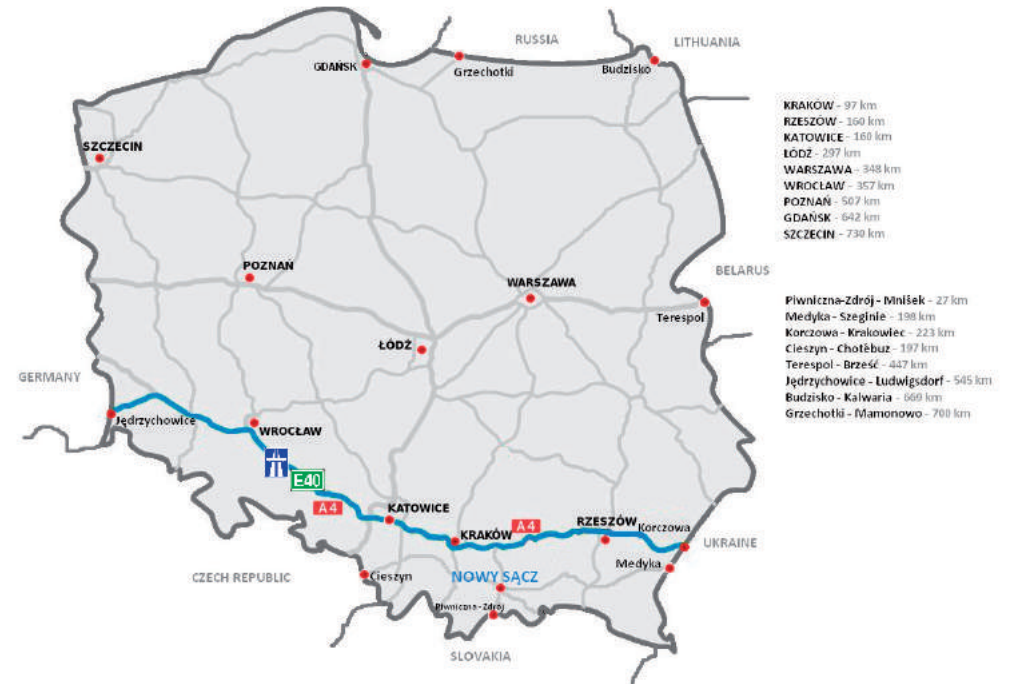 RUSSIA
LITHUANIA
GDAŃSK
Grzechotki
Budzisko
SZCZECIN
KRAKÓW - 97 km
RZESZÓW - 160 km
KATOWICE - 160 km
ŁÓDŹ - 297 km
WARSZAWA - 348 km
WROCŁAW - 357 km
POZNAŃ - 507 km
GDAŃSK - 642 km
SZCZECIN - 730 km
POZNAŃ
WARSZAWA
BELARUS
Terespol
ŁÓDŹ
Piwniczna-Zdrój - Mnišek - 27 km
Medyka - Szeginie - 198 km
Korczowa - Krakowiec - 223 km
Cieszyn - Chotěbuz - 197 km
Terespol - Brześć - 447 km
Jędrzychowice - Ludwigsdorf - 545 km
Budzisko - Kalwaria - 669 km
Grzechotki - Mamonowo - 700 km
GERMANY
Jędrzychowice
WROCŁAW
E40
A4
KATOWICE
KRAKÓW
A4
RZESZÓW
Korczowa
UKRAINE
Medyka
CZECH REPUBLIC
Cieszyn
NOWY SĄCZ
Piwniczna-Zdrój
SLOVAKIA